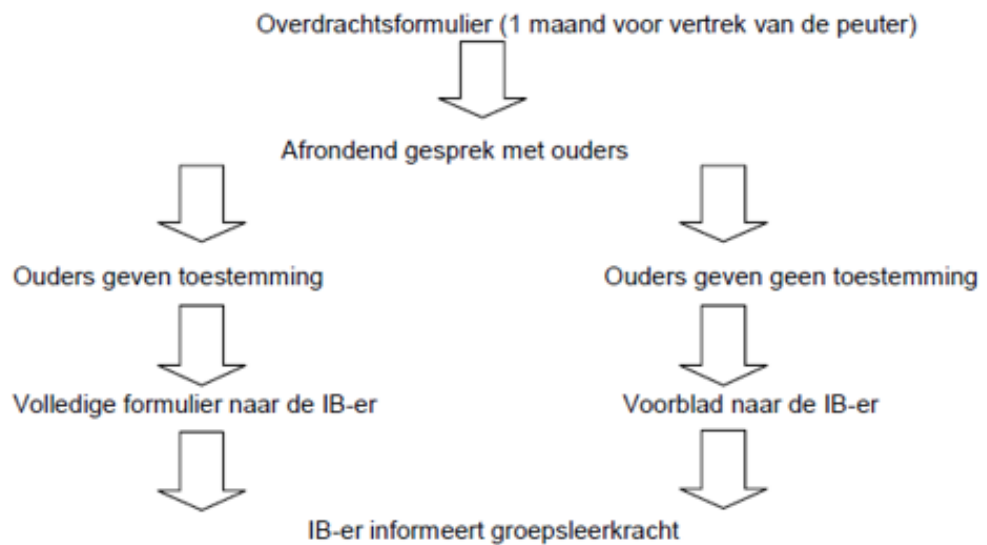 Overdrachtsformulier (1 maand voor vertrek van de peuter)
Afrondend gesprek met ouders
Ouders geven toestemming
Ouders geven geen toestemming
Volledige formulier naar de IB-er
Voorblad naar de IB-er
IB-er informeert groepsleerkracht